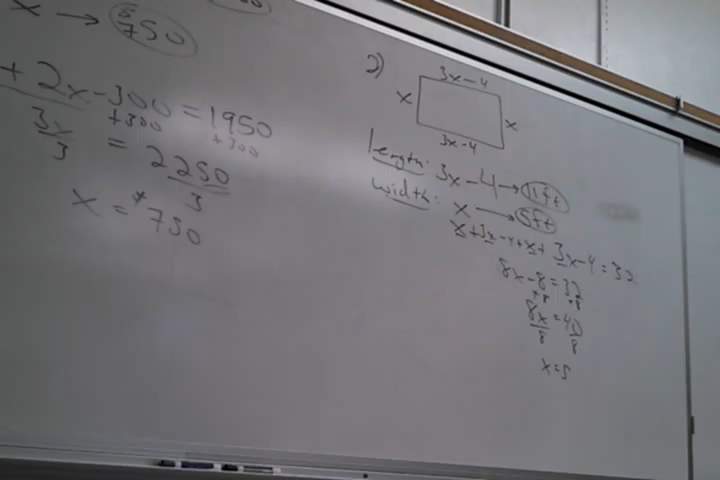 x → $750
+ 2x - 300 = 1950
+300 +300
3x = 2250
3 3
x = $750
2)
3x-4
x x
3x-4
length: 3x-4 → 11ft
width: x → 5ft
x+3x-4+x+3x-4=32
8x-8=32
+8 +8
8x=40
8 8
x=5